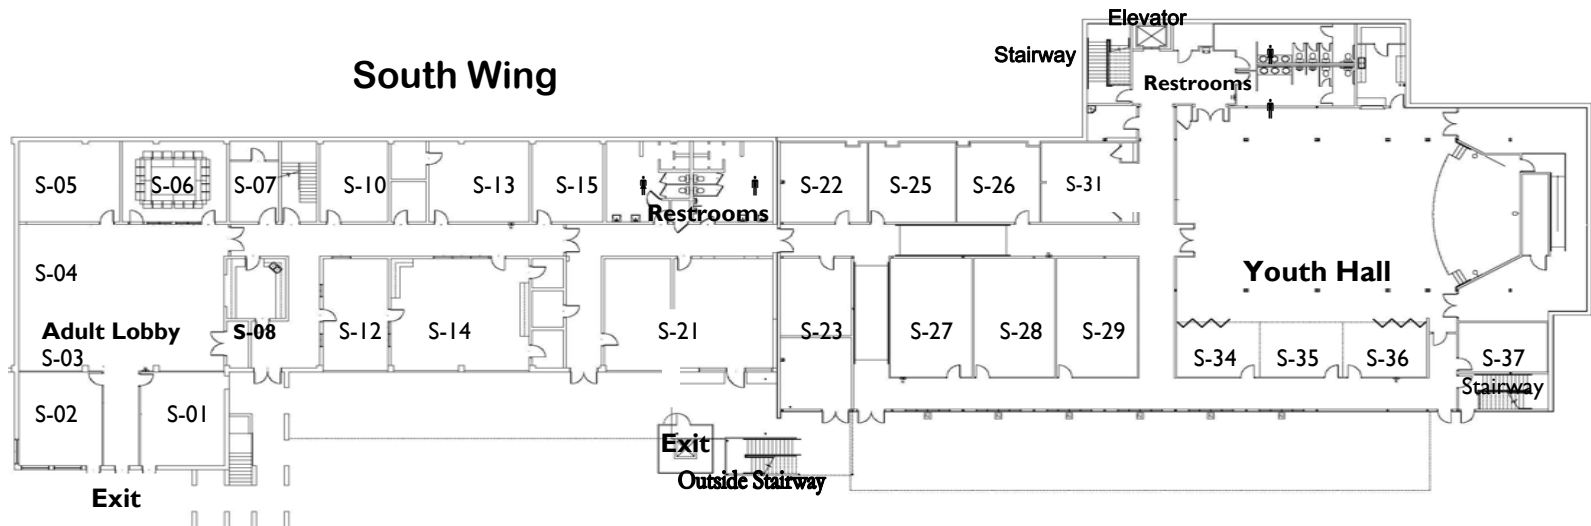 Elevator
Stairway
South Wing
Restrooms
S-05
S-06
S-07
S-10
S-13
S-15
Restrooms
S-22
S-25
S-26
S-31
S-04
Youth Hall
Adult Lobby
S-08
S-12
S-14
S-21
S-23
S-27
S-28
S-29
S-03
S-34
S-35
S-36
S-37
Stairway
S-02
S-01
Exit
Outside Stairway
Exit